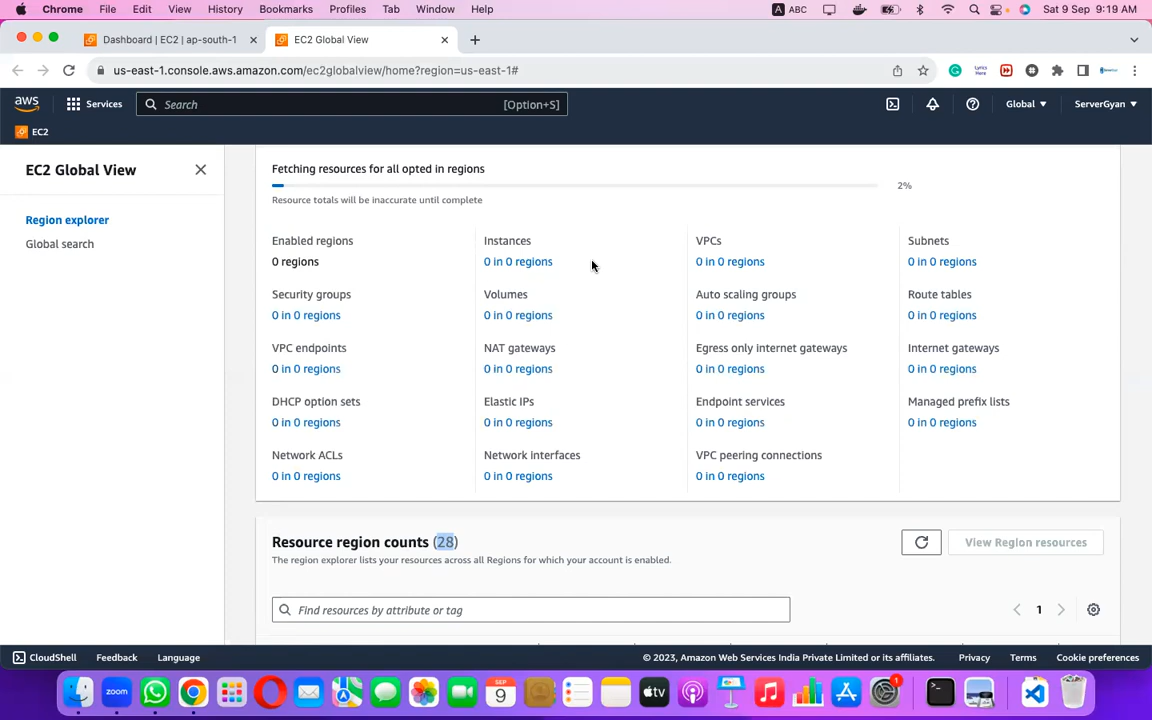 Chrome File Edit View History Bookmarks Profiles Tab Window Help A ABC Sat 9 Sep 9:19 AM
Dashboard | EC2 | ap-south-1 EC2 Global View
us-east-1.console.aws.amazon.com/ec2globalview/home?region=us-east-1#
aws Services Search [Option+S] Global ServerGyan
EC2
EC2 Global View
Region explorer
Global search
Fetching resources for all opted in regions
2%
Resource totals will be inaccurate until complete
Enabled regions Instances VPCs Subnets
0 regions 0 in 0 regions 0 in 0 regions 0 in 0 regions
Security groups Volumes Auto scaling groups Route tables
0 in 0 regions 0 in 0 regions 0 in 0 regions 0 in 0 regions
VPC endpoints NAT gateways Egress only internet gateways Internet gateways
0 in 0 regions 0 in 0 regions 0 in 0 regions 0 in 0 regions
DHCP option sets Elastic IPs Endpoint services Managed prefix lists
0 in 0 regions 0 in 0 regions 0 in 0 regions 0 in 0 regions
Network ACLs Network interfaces VPC peering connections
0 in 0 regions 0 in 0 regions 0 in 0 regions
Resource region counts (28) View Region resources
The region explorer lists your resources across all Regions for which your account is enabled.
Find resources by attribute or tag 1
CloudShell Feedback Language © 2023, Amazon Web Services India Private Limited or its affiliates. Privacy Terms Cookie preferences
zoom SEP 9 tv 1